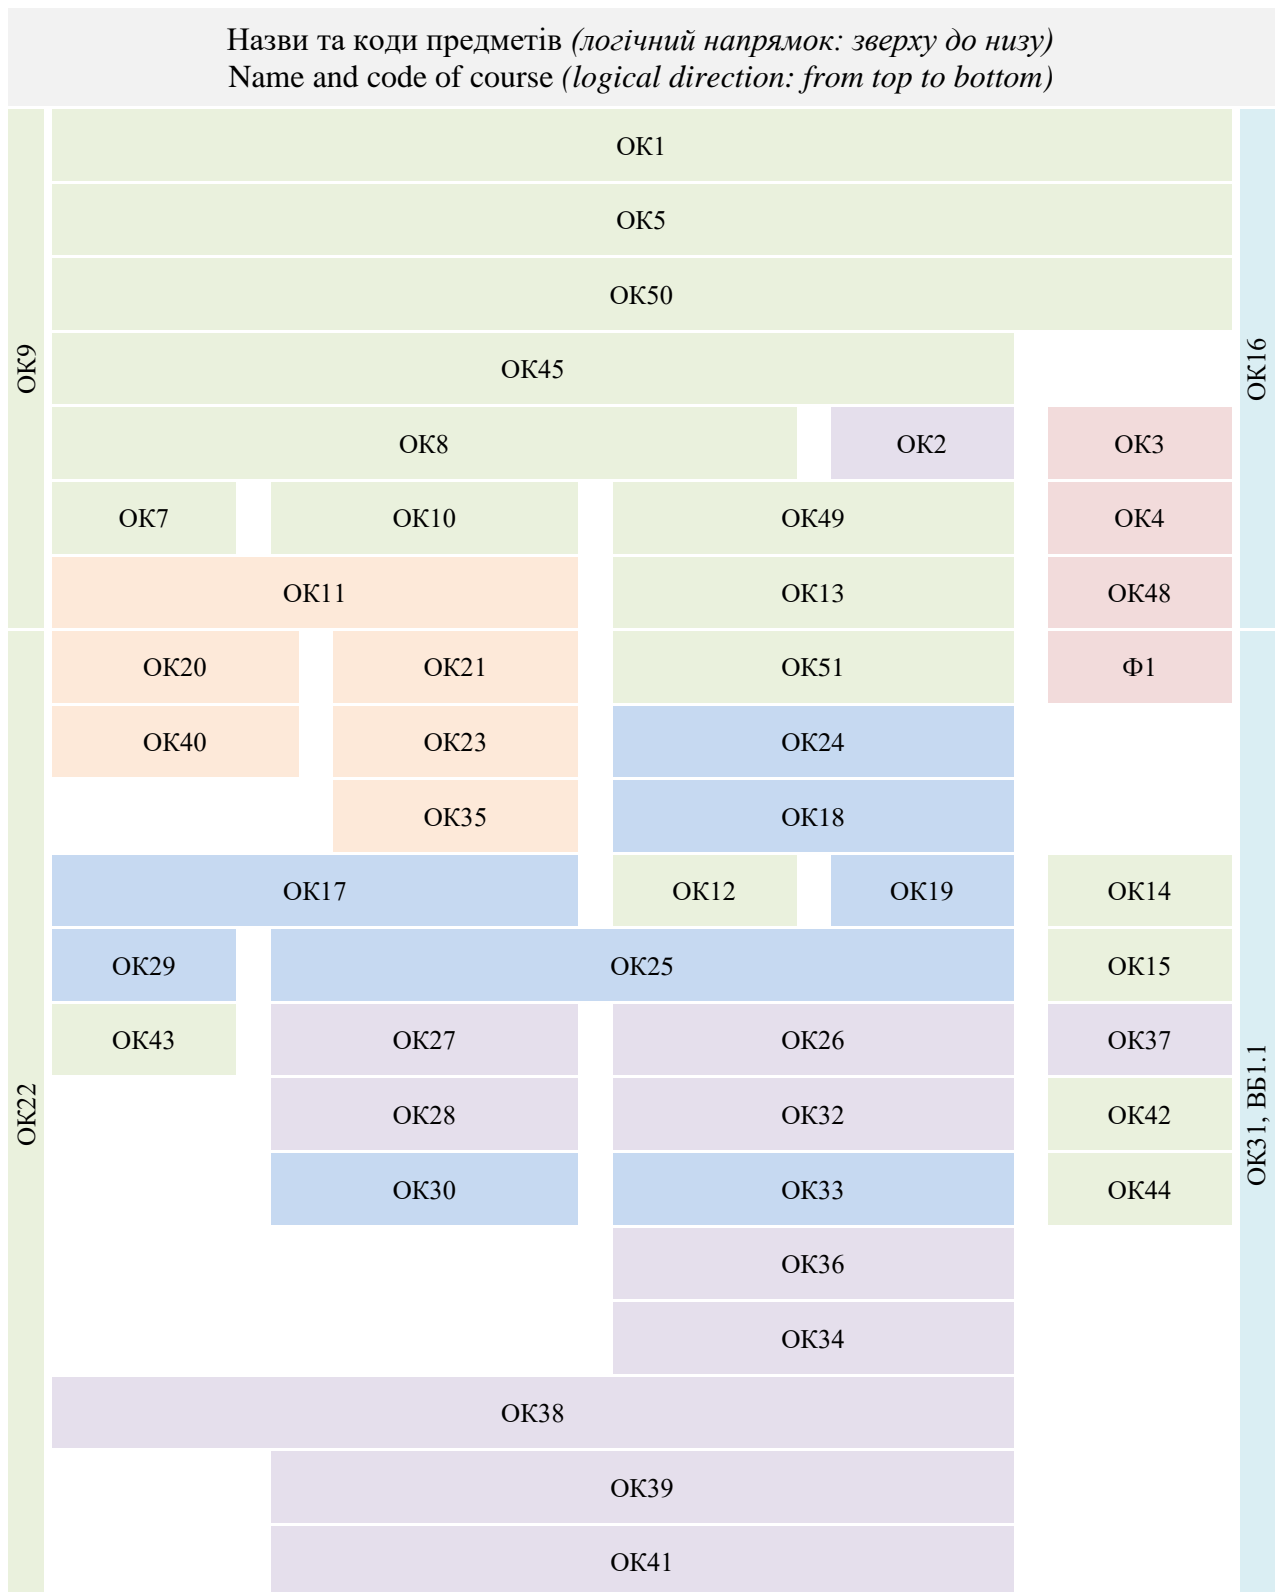 Назви та коди предметів (логічний напрямок: зверху до низу)
Name and code of course (logical direction: from top to bottom)
ОК9
ОК1
ОК16
ОК5
ОК50
ОК45
ОК8
ОК2
ОК3
ОК7
ОК10
ОК49
ОК4
ОК11
ОК13
ОК48
ОК22
ОК20
ОК21
ОК51
Ф1
ОК31, ВБ1.1
ОК40
ОК23
ОК24
ОК35
ОК18
ОК17
ОК12
ОК19
ОК14
ОК29
ОК25
ОК15
ОК43
ОК27
ОК26
ОК37
ОК28
ОК32
ОК42
ОК30
ОК33
ОК44
ОК36
ОК34
ОК38
ОК39
ОК41